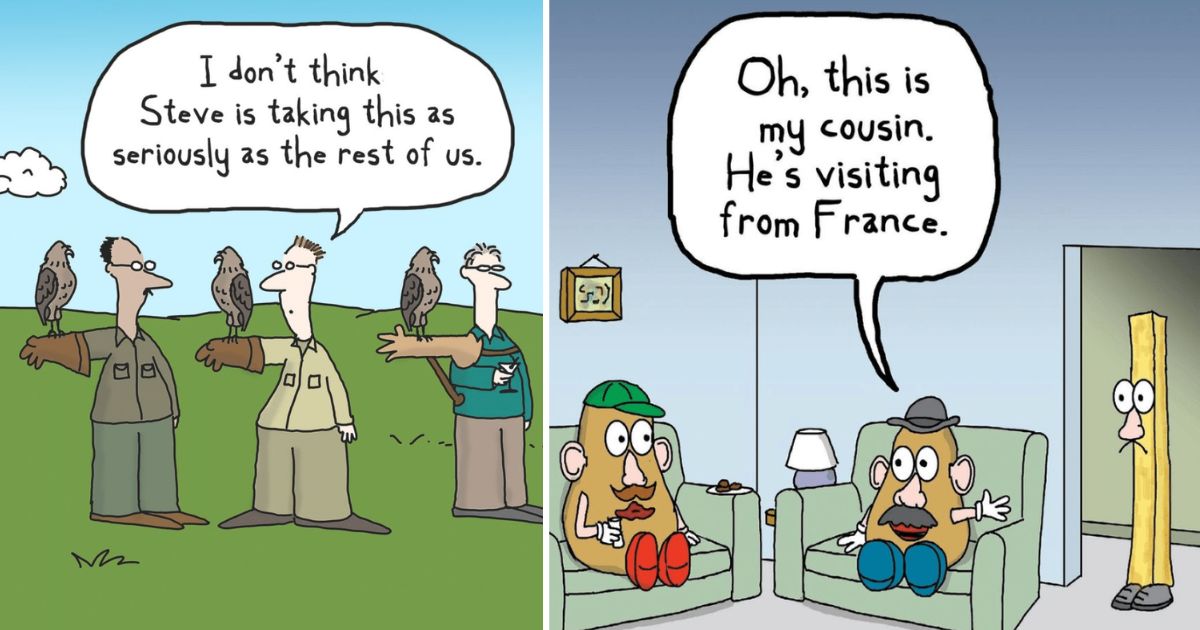 I don't think
Steve is taking this as
seriously as the rest of us.
Oh, this is
my cousin.
He's visiting
from France.